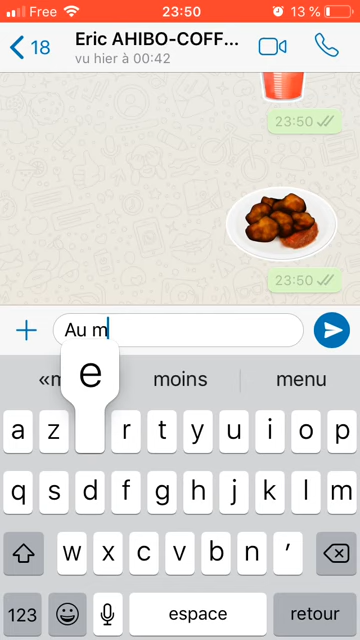 Free 23:50 13 %
18 Eric AHIBO-COFF...
vu hier à 00:42
23:50
23:50
Au m
«m moins menu
e
a z r t y u i o p
q s d f g h j k l m
w x c v b n '
123 espace retour